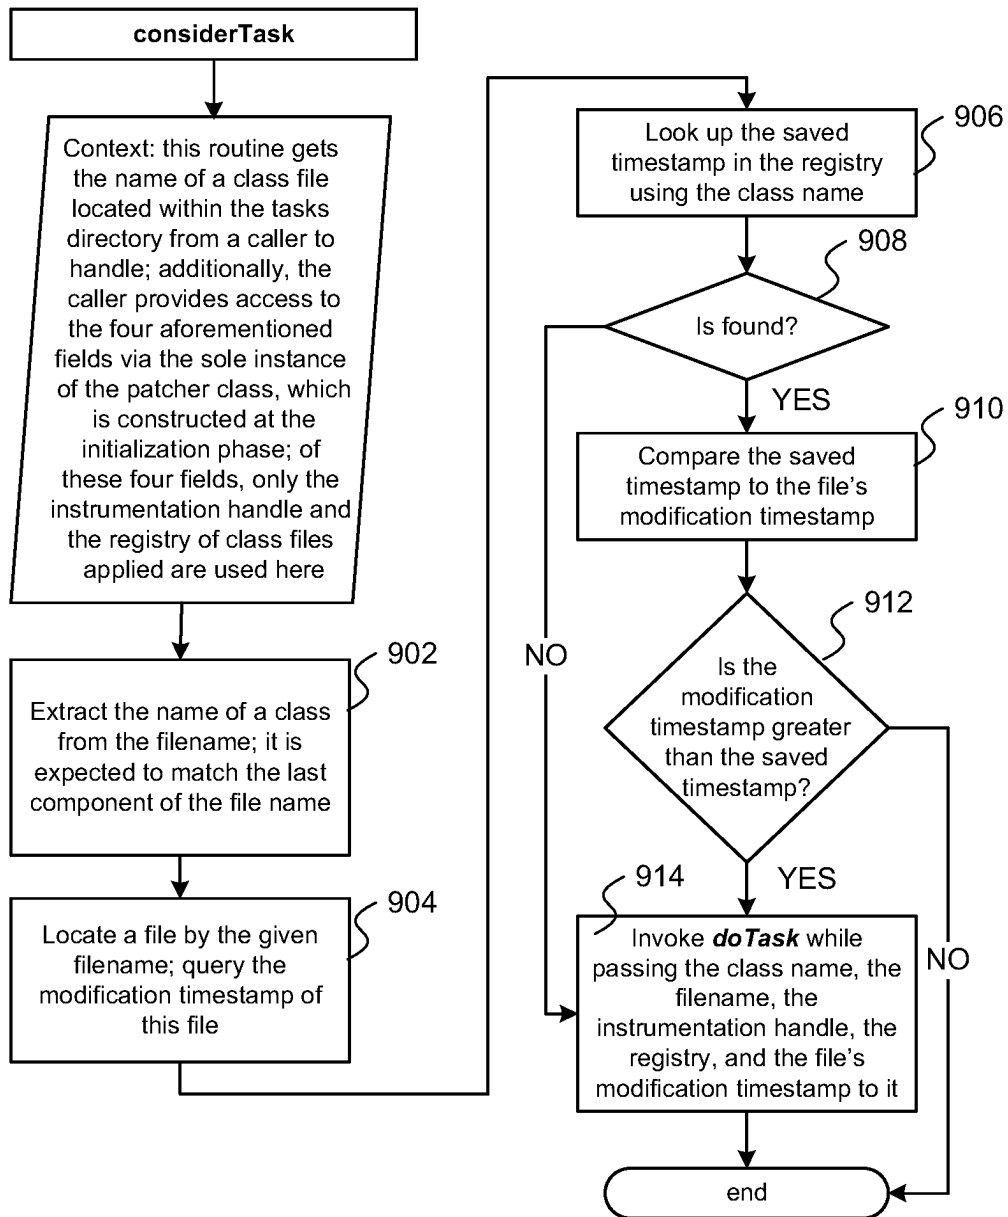 considerTask
Context: this routine gets
the name of a class file
located within the tasks
directory from a caller to
handle; additionally, the
caller provides access to
the four aforementioned
fields via the sole instance
of the patcher class, which
is constructed at the
initialization phase; of
these four fields, only the
instrumentation handle and
the registry of class files
applied are used here
902
Extract the name of a class
from the filename; it is
expected to match the last
component of the file name
904
Locate a file by the given
filename; query the
modification timestamp of
this file
906
Look up the saved
timestamp in the registry
using the class name
908
Is found?
YES
NO
910
Compare the saved
timestamp to the file's
modification timestamp
912
Is the
modification
timestamp greater
than the saved
timestamp?
YES
NO
914
Invoke doTask while
passing the class name, the
filename, the
instrumentation handle, the
registry, and the file's
modification timestamp to it
end